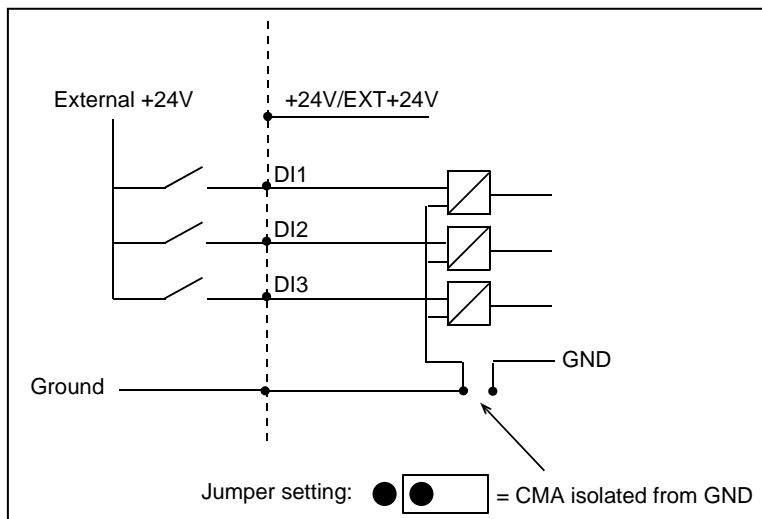 External +24V
+24V/EXT+24V
DI1
DI2
DI3
GND
Ground
Jumper setting: = CMA isolated from GND